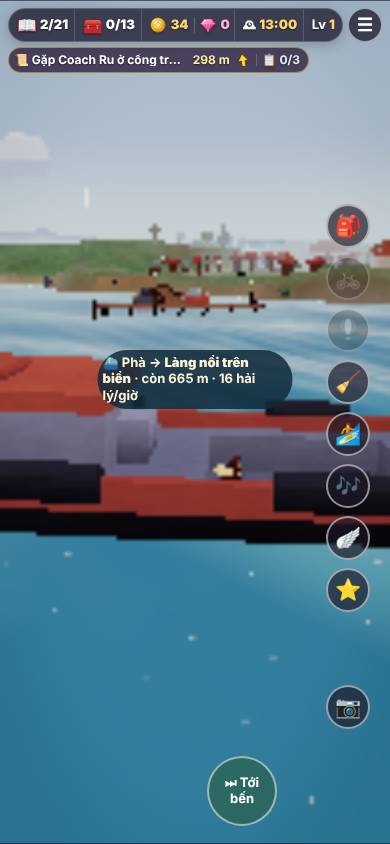 2/21 0/13 34 0 13:00 Lv 1
Gặp Coach Ru ở cổng tr... 298 m 0/3
Phà → Làng nổi trên
biển · còn 665 m · 16 hải
lý/giờ
Tới
bến